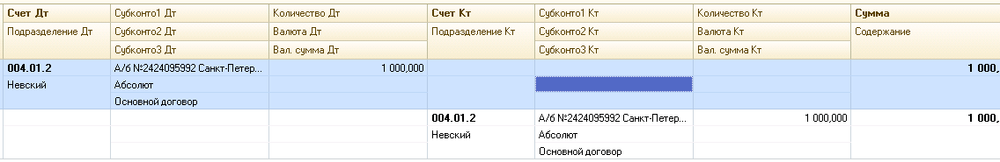 Счет Дт Субконто1 Дт Количество Дт Счет Кт Субконто1 Кт Количество Кт Сумма
Подразделение Дт Субконто2 Дт Валюта Дт Подразделение Кт Субконто2 Кт Валюта Кт Содержание
Субконто3 Дт Вал. сумма Дт Субконто3 Кт Вал. сумма Кт
004.01.2 А/б №2424095992 Санкт-Петер... 1 000,000 1 000,
Невский Абсолют
Основной договор
004.01.2 А/б №2424095992 Санкт-Петер... 1 000,000 1 000,
Невский Абсолют
Основной договор